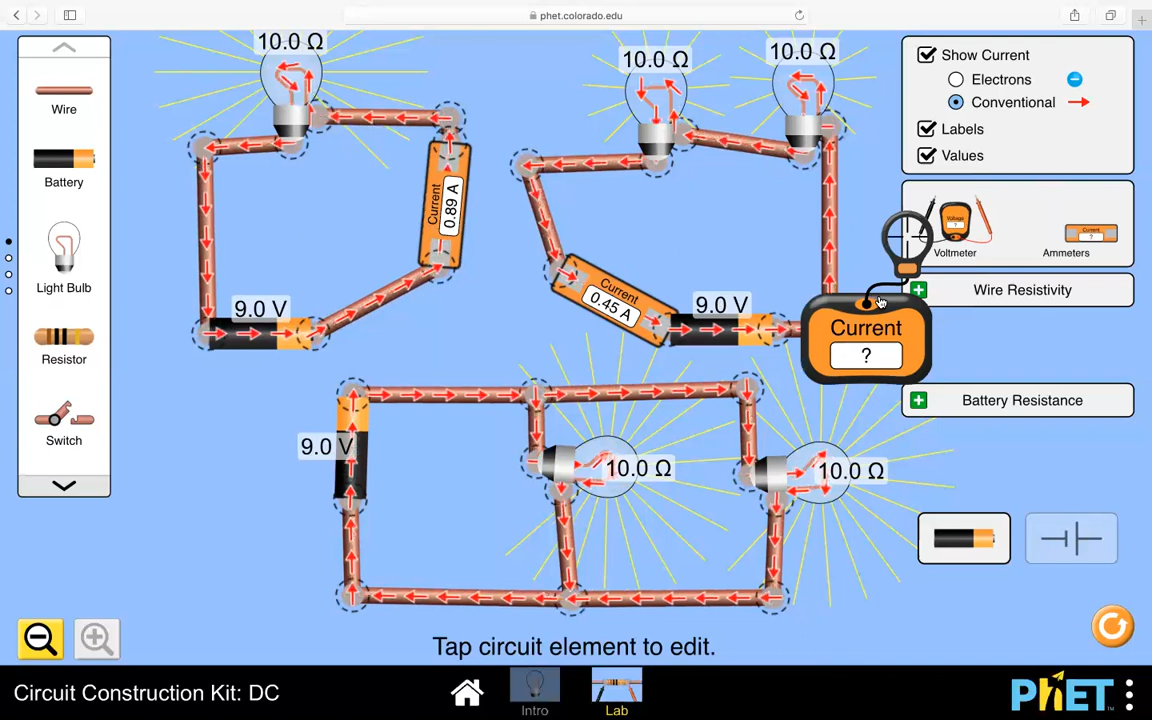 phet.colorado.edu
10.0 Ω
10.0 Ω
10.0 Ω
Show Current
Electrons
Conventional
Labels
Values
Wire
Battery
Light Bulb
Resistor
Switch
Current
0.89 A
9.0 V
Current
0.45 A
9.0 V
Voltage
?
Current
?
Voltmeter
Ammeters
Wire Resistivity
Current
?
Battery Resistance
9.0 V
10.0 Ω
10.0 Ω
Tap circuit element to edit.
Circuit Construction Kit: DC
Intro
Lab
PhET